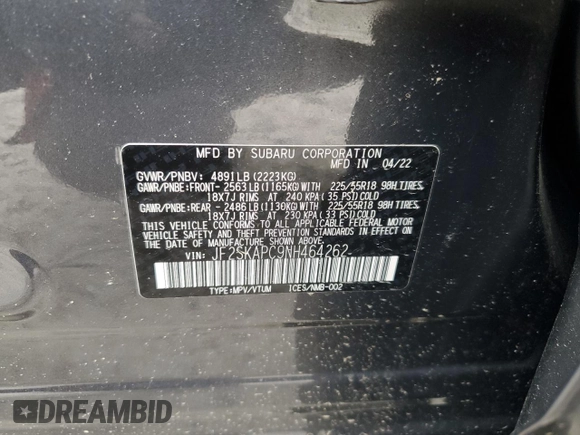 MFD BY SUBARU CORPORATION
MFD IN 04/22
GVWR/PNBV: 4891LB (2223KG)
GAWR/PNBE:FRONT- 2563LB(1165KG)WITH 225/55R18 98H.TIRES,
18X7J RIMS AT 240 KPA( 35 PSI)COLD
GAWR/PNBE:REAR -2486LB(1130KG)WITH 225/55R18 98H TIRES,
18X7J RIMS AT 230 KPA( 33 PSI)COLD
THIS VEHICLE CONFORMS TO ALL APPLICABLE FEDERAL MOTOR
VEHICLE SAFETY, BUMPER, AND THEFT PREVENTION STANDARDS
IN EFFECT ON THE DATE OF MANUFACTURE SHOWN ABOVE.
VIN: JF2SKAPC9NH464262
TYPE:MPV/VTUM ICES/NMB-002
DREAMBID